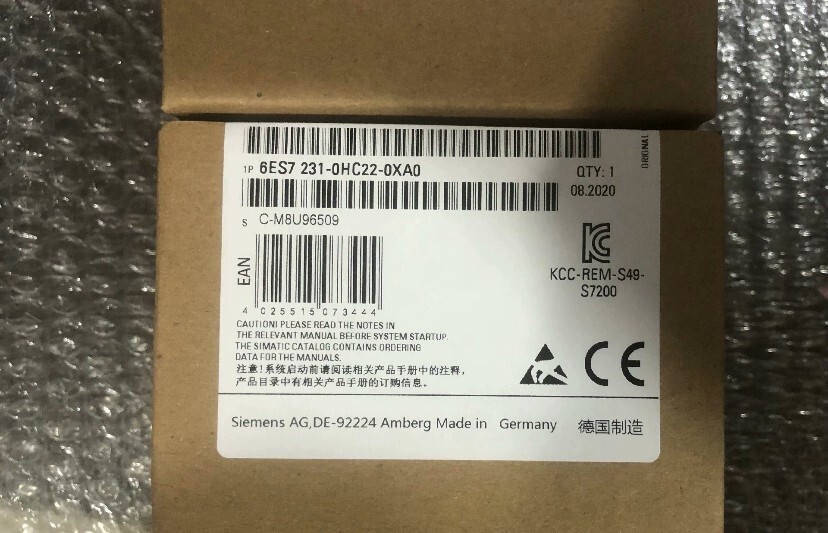 ORIGINAL
1P 6ES7 231-0HC22-0XA0 QTY: 1
08.2020
S C-M8U96509
EAN
KCC-REM-S49-
S7200
4 025515 073444
CAUTION! PLEASE READ THE NOTES IN
THE RELEVANT MANUAL BEFORE SYSTEM STARTUP.
THE SIMATIC CATALOG CONTAINS ORDERING
DATA FOR THE MANUALS.
注意!系统启动前请阅读相关产品手册中的注释,
产品目录中有相关产品手册的订购信息。
CE
Siemens AG,DE-92224 Amberg Made in Germany 德国制造